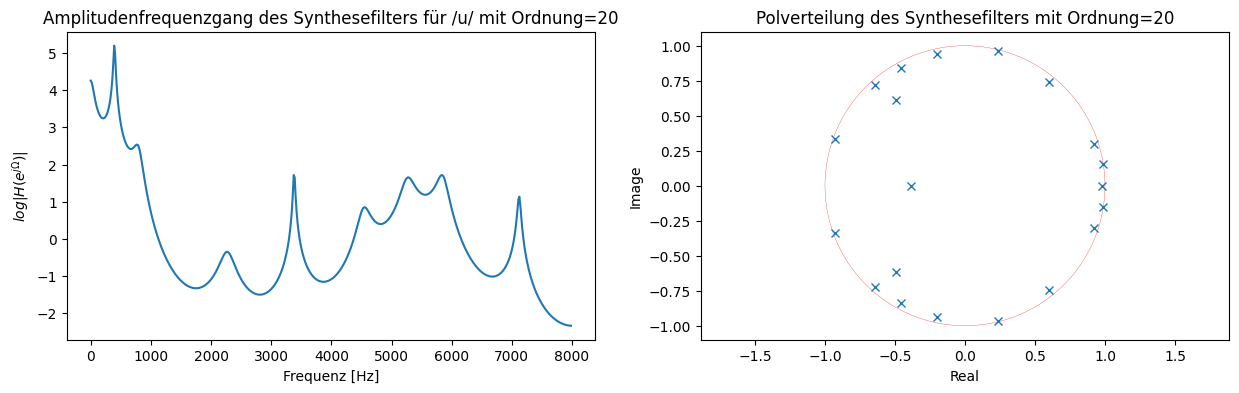 Amplitudenfrequenzgang des Synthesefilters für /u/ mit Ordnung=20
log|H(e^{jΩ})|
5
4
3
2
1
0
−1
−2
0 1000 2000 3000 4000 5000 6000 7000 8000
Frequenz [Hz]
Polverteilung des Synthesefilters mit Ordnung=20
Image
1.00
0.75
0.50
0.25
0.00
−0.25
−0.50
−0.75
−1.00
−1.5 −1.0 −0.5 0.0 0.5 1.0 1.5
Real